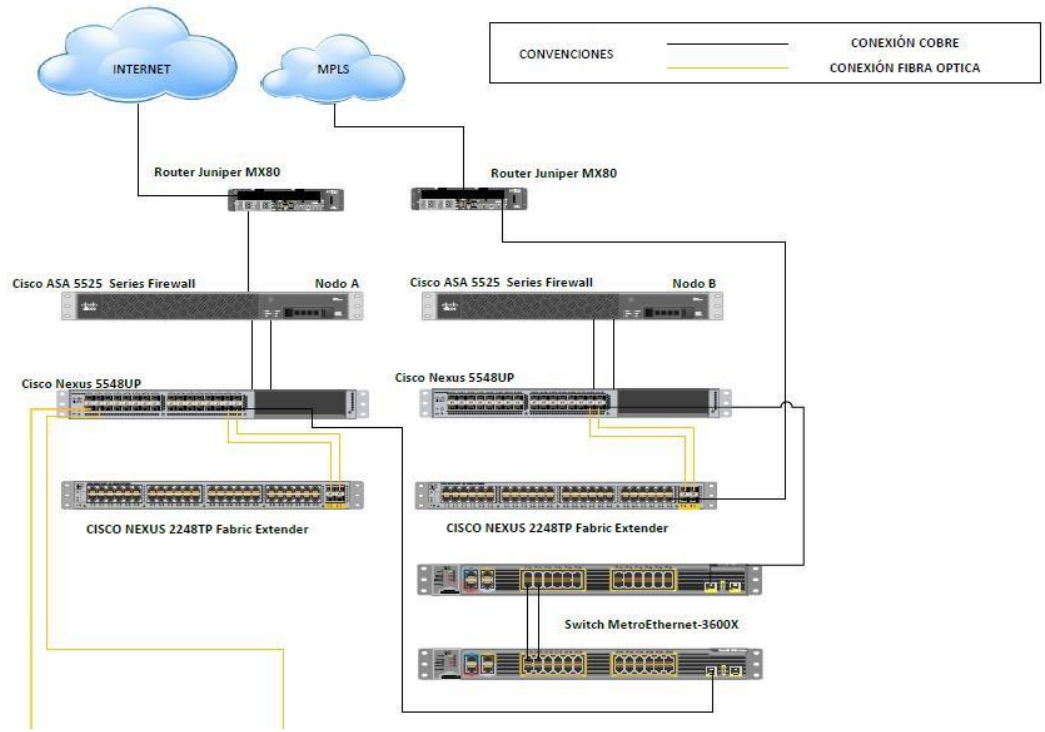 INTERNET
MPLS
CONVENCIONES
CONEXIÓN COBRE
CONEXIÓN FIBRA OPTICA
Router Juniper MX80
Router Juniper MX80
Cisco ASA 5525 Series Firewall
Nodo A
Cisco ASA 5525 Series Firewall
Nodo B
Cisco Nexus 5548UP
Cisco Nexus 5548UP
CISCO NEXUS 2248TP Fabric Extender
CISCO NEXUS 2248TP Fabric Extender
Switch MetroEthernet-3600X